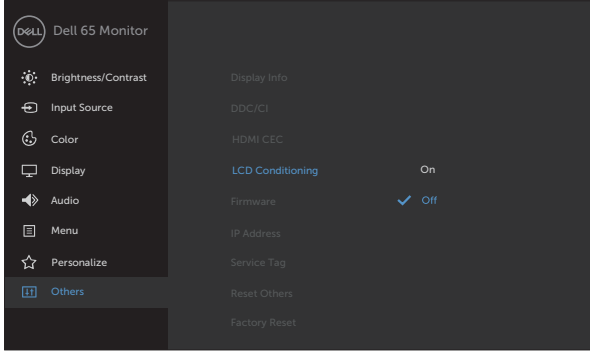 DELL Dell 65 Monitor
Brightness/Contrast
Input Source
Color
Display
Audio
Menu
Personalize
Others
Display Info
DDC/CI
HDMI CEC
LCD Conditioning On
Firmware Off
IP Address
Service Tag
Reset Others
Factory Reset